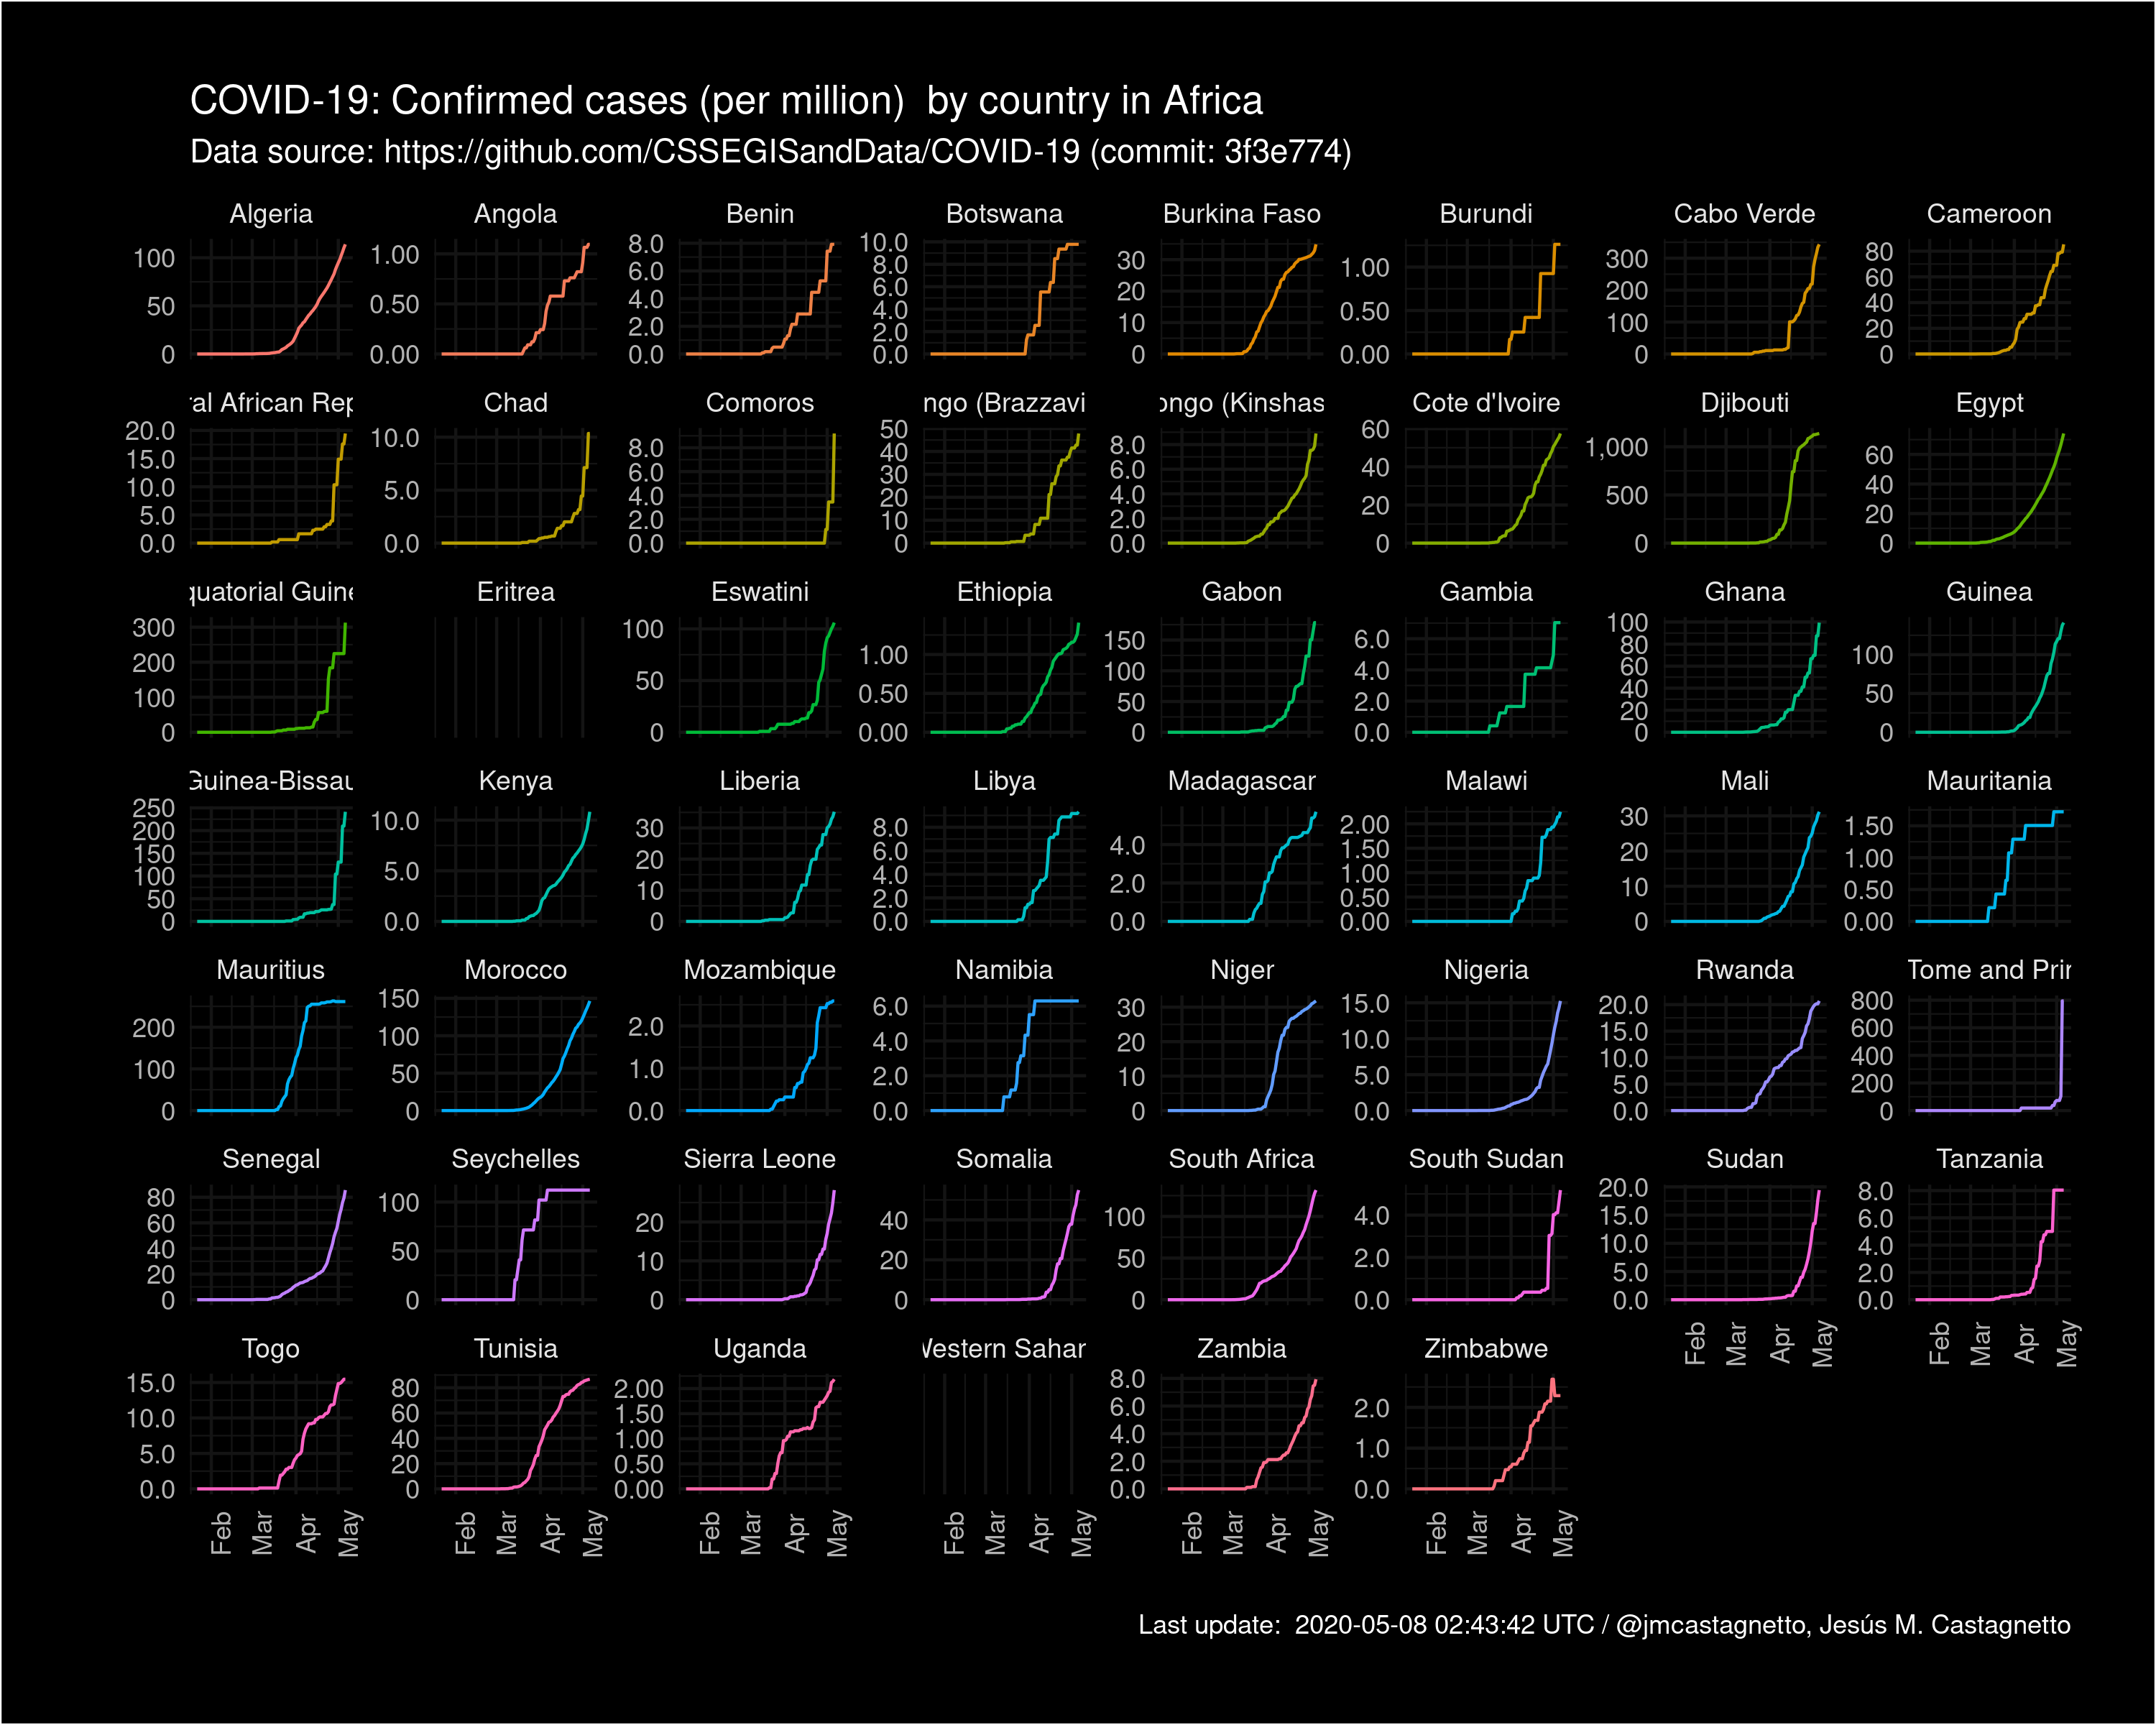 COVID-19: Confirmed cases (per million)  by country in Africa
Data source: https://github.com/CSSEGISandData/COVID-19 (commit: 3f3e774)
Algeria Angola Benin Botswana Burkina Faso Burundi Cabo Verde Cameroon
100 50 0
1.00 0.50 0.00
8.0 6.0 4.0 2.0 0.0
10.0 8.0 6.0 4.0 2.0 0.0
30 20 10 0
1.00 0.50 0.00
300 200 100 0
80 60 40 20 0
ral African Rep Chad Comoros ngo (Brazzavi ongo (Kinshas Cote d'Ivoire Djibouti Egypt
20.0 15.0 10.0 5.0 0.0
10.0 5.0 0.0
8.0 6.0 4.0 2.0 0.0
50 40 30 20 10 0
8.0 6.0 4.0 2.0 0.0
60 40 20 0
1,000 500 0
60 40 20 0
quatorial Guine Eritrea Eswatini Ethiopia Gabon Gambia Ghana Guinea
300 200 100 0
100 50 0
1.00 0.50 0.00
150 100 50 0
6.0 4.0 2.0 0.0
100 80 60 40 20 0
100 50 0
Guinea-Bissau Kenya Liberia Libya Madagascar Malawi Mali Mauritania
250 200 150 100 50 0
10.0 5.0 0.0
30 20 10 0
8.0 6.0 4.0 2.0 0.0
4.0 2.0 0.0
2.00 1.50 1.00 0.50 0.00
30 20 10 0
1.50 1.00 0.50 0.00
Mauritius Morocco Mozambique Namibia Niger Nigeria Rwanda Tome and Prin
200 100 0
150 100 50 0
2.0 1.0 0.0
6.0 4.0 2.0 0.0
30 20 10 0
15.0 10.0 5.0 0.0
20.0 15.0 10.0 5.0 0.0
800 600 400 200 0
Senegal Seychelles Sierra Leone Somalia South Africa South Sudan Sudan Tanzania
80 60 40 20 0
100 50 0
20 10 0
40 20 0
100 50 0
4.0 2.0 0.0
20.0 15.0 10.0 5.0 0.0
8.0 6.0 4.0 2.0 0.0
Feb Mar Apr May Feb Mar Apr May
Togo Tunisia Uganda Western Sahar Zambia Zimbabwe
15.0 10.0 5.0 0.0
80 60 40 20 0
2.00 1.50 1.00 0.50 0.00
8.0 6.0 4.0 2.0 0.0
2.0 1.0 0.0
Feb Mar Apr May Feb Mar Apr May Feb Mar Apr May Feb Mar Apr May Feb Mar Apr May Feb Mar Apr May
Last update:  2020-05-08 02:43:42 UTC / @jmcastagnetto, Jesús M. Castagnetto